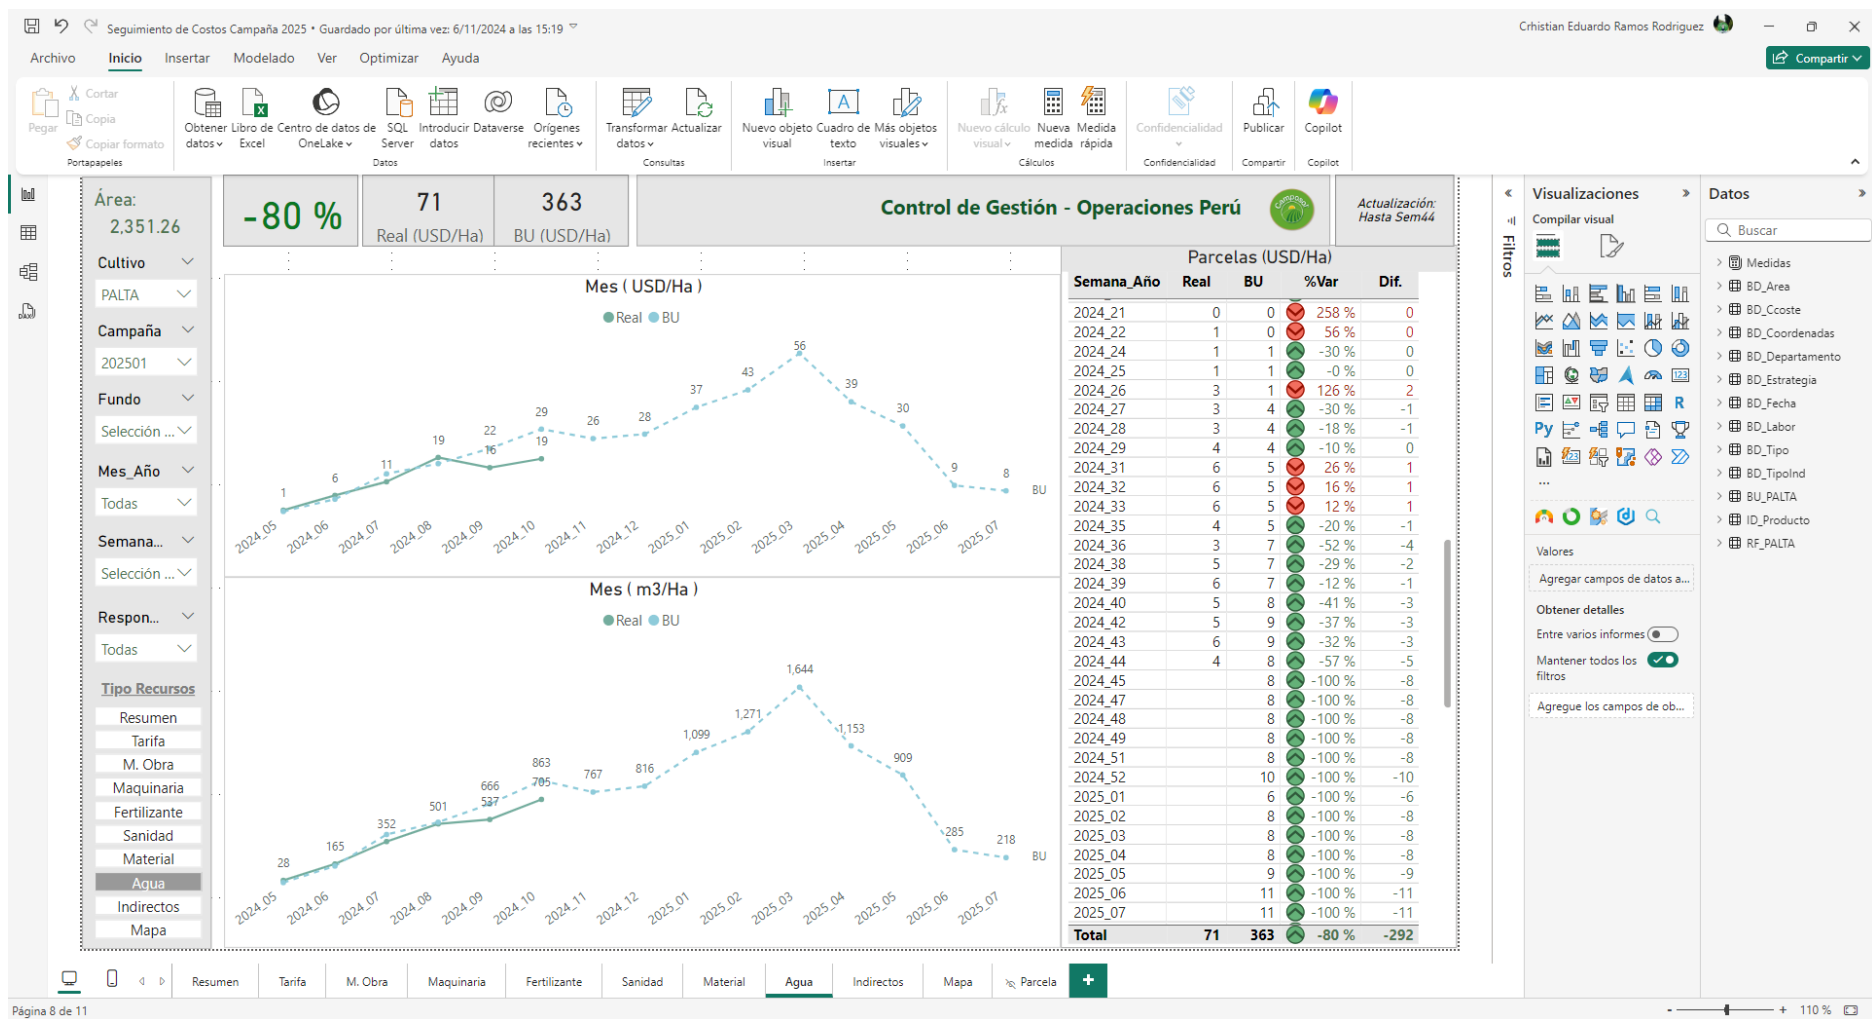 Seguimiento de Costos Campaña 2025 • Guardado por última vez: 6/11/2024 a las 15:19
Crhistian Eduardo Ramos Rodriguez
Archivo Inicio Insertar Modelado Ver Optimizar Ayuda
Compartir
Pegar
Cortar
Copia
Copiar formato
Portapapeles
Obtener datos
Libro de Excel
Centro de datos de OneLake
SQL Server
Introducir datos
Dataverse
Orígenes recientes
Datos
Transformar datos
Actualizar
Consultas
Nuevo objeto visual
Cuadro de texto
Más objetos visuales
Insertar
Nuevo cálculo visual
Nueva medida
Medida rápida
Cálculos
Confidencialidad
Confidencialidad
Publicar
Compartir
Copilot
Copilot
Área:
2,351.26
Cultivo
PALTA
Campaña
202501
Fundo
Selección ...
Mes_Año
Todas
Semana...
Selección ...
Respon...
Todas
Tipo Recursos
Resumen
Tarifa
M. Obra
Maquinaria
Fertilizante
Sanidad
Material
Agua
Indirectos
Mapa
-80 %
71
Real (USD/Ha)
363
BU (USD/Ha)
Control de Gestión - Operaciones Perú
Actualización:
Hasta Sem44
Mes ( USD/Ha )
Real BU
1 6 11 19 22 16 29 19 26 28 37 43 56 39 30 9 8 BU
2024_05 2024_06 2024_07 2024_08 2024_09 2024_10 2024_11 2024_12 2025_01 2025_02 2025_03 2025_04 2025_05 2025_06 2025_07
Mes ( m3/Ha )
Real BU
28 165 352 501 666 537 863 705 767 816 1,099 1,271 1,644 1,153 909 285 218 BU
2024_05 2024_06 2024_07 2024_08 2024_09 2024_10 2024_11 2024_12 2025_01 2025_02 2025_03 2025_04 2025_05 2025_06 2025_07
Parcelas (USD/Ha)
Semana_Año Real BU %Var Dif.
2024_21 0 0 258 % 0
2024_22 1 0 56 % 0
2024_24 1 1 -30 % 0
2024_25 1 1 -0 % 0
2024_26 3 1 126 % 2
2024_27 3 4 -30 % -1
2024_28 3 4 -18 % -1
2024_29 4 4 -10 % 0
2024_31 6 5 26 % 1
2024_32 6 5 16 % 1
2024_33 6 5 12 % 1
2024_35 4 5 -20 % -1
2024_36 3 7 -52 % -4
2024_38 5 7 -29 % -2
2024_39 6 7 -12 % -1
2024_40 5 8 -41 % -3
2024_42 5 9 -37 % -3
2024_43 6 9 -32 % -3
2024_44 4 8 -57 % -5
2024_45 8 -100 % -8
2024_47 8 -100 % -8
2024_48 8 -100 % -8
2024_49 8 -100 % -8
2024_51 8 -100 % -8
2024_52 10 -100 % -10
2025_01 6 -100 % -6
2025_02 8 -100 % -8
2025_03 8 -100 % -8
2025_04 8 -100 % -8
2025_05 9 -100 % -9
2025_06 11 -100 % -11
2025_07 11 -100 % -11
Total 71 363 -80 % -292
Filtros
Visualizaciones
Compilar visual
Valores
Agregar campos de datos a...
Obtener detalles
Entre varios informes
Mantener todos los filtros
Agregue los campos de ob...
Datos
Buscar
Medidas
BD_Area
BD_Ccoste
BD_Coordenadas
BD_Departamento
BD_Estrategia
BD_Fecha
BD_Labor
BD_Tipo
BD_TipoInd
BU_PALTA
ID_Producto
RF_PALTA
Resumen Tarifa M. Obra Maquinaria Fertilizante Sanidad Material Agua Indirectos Mapa Parcela
Página 8 de 11
110 %